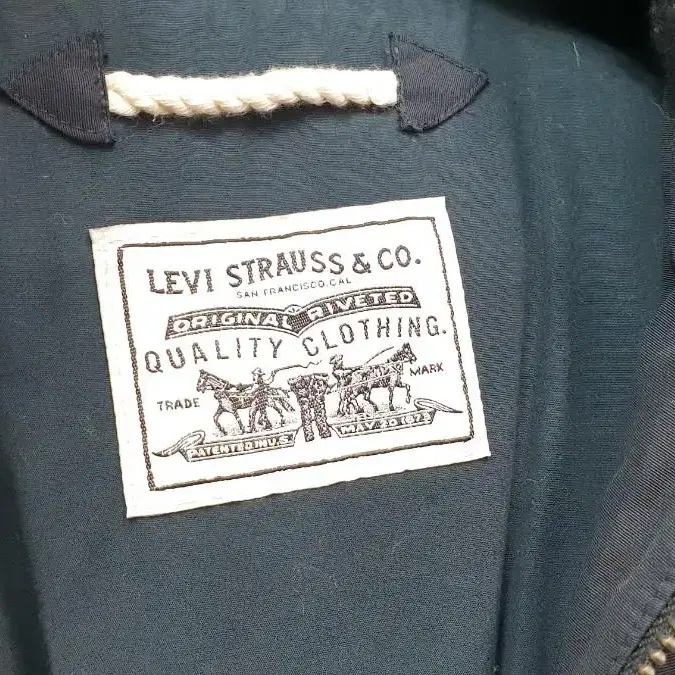 LEVI STRAUSS & CO.
SAN FRANCISCO, CAL
ORIGINAL RIVETED
QUALITY CLOTHING.
TRADE MARK
PATENTED IN U.S. MAY 20 1873